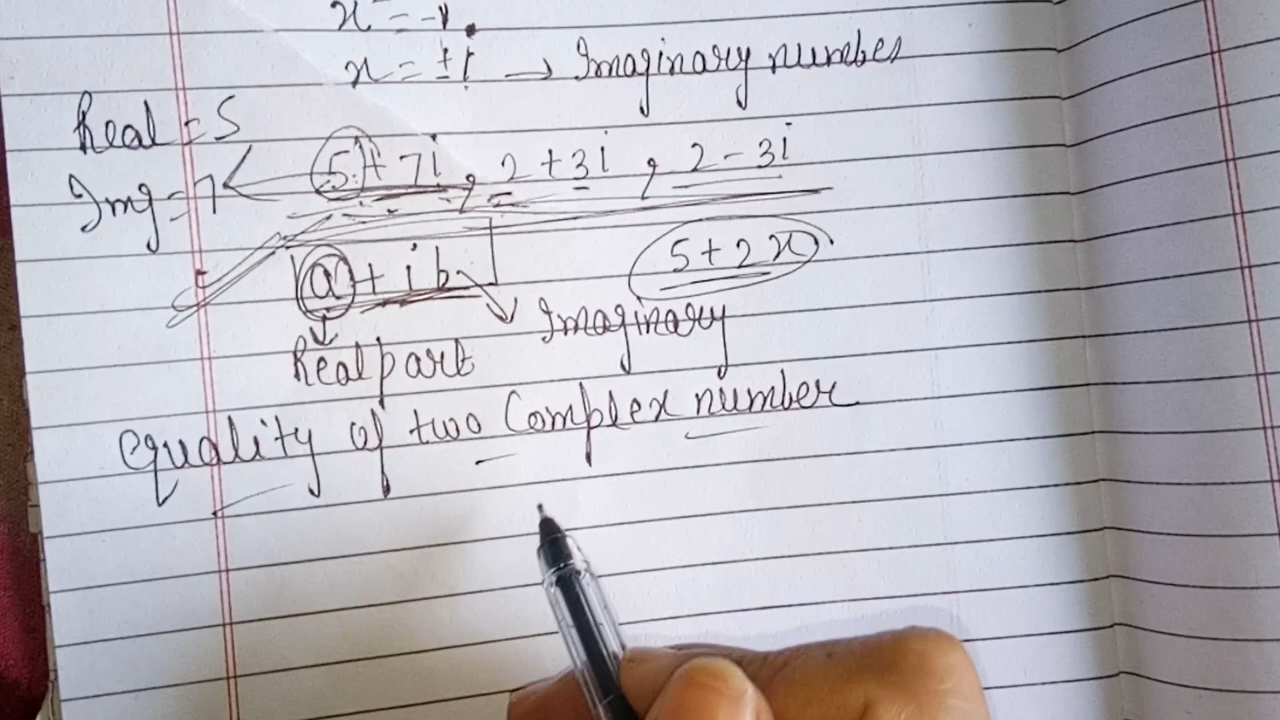 x = -1
x = ±i → Imaginary number
Real = 5
Img = 7 ← 5 + 7i, 2 + 3i, 2 - 3i
a + ib
5 + 2x
Imaginary
Real part
equality of two Complex number